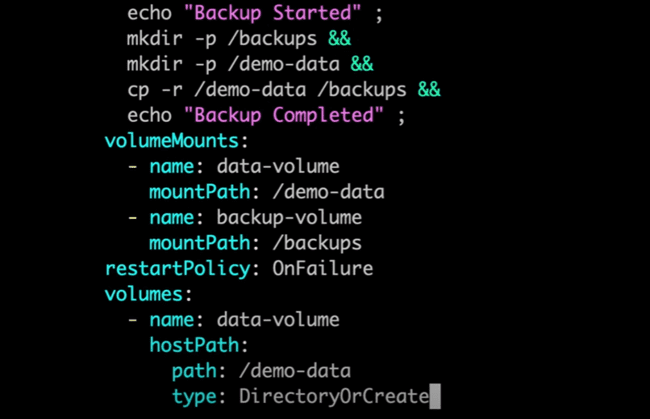 echo "Backup Started" ;
mkdir -p /backups &&
mkdir -p /demo-data &&
cp -r /demo-data /backups &&
echo "Backup Completed" ;
volumeMounts:
- name: data-volume
mountPath: /demo-data
- name: backup-volume
mountPath: /backups
restartPolicy: OnFailure
volumes:
- name: data-volume
hostPath:
path: /demo-data
type: DirectoryOrCreate